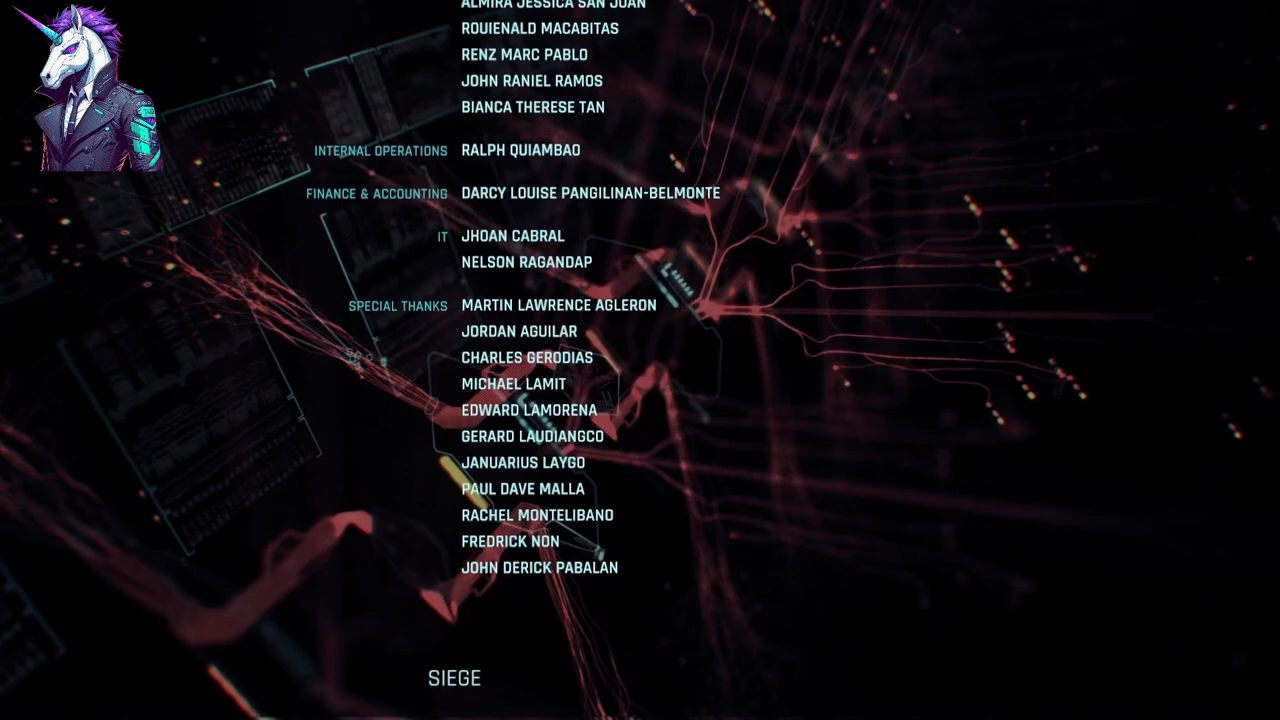 ALMIRA JESSICA SAN JUAN
ROUIENALD MACABITAS
RENZ MARC PABLO
JOHN RANIEL RAMOS
BIANCA THERESE TAN
INTERNAL OPERATIONS RALPH QUIAMBAO
FINANCE & ACCOUNTING DARCY LOUISE PANGILINAN-BELMONTE
IT JHOAN CABRAL
NELSON RAGANDAP
SPECIAL THANKS MARTIN LAWRENCE AGLERON
JORDAN AGUILAR
CHARLES GERODIAS
MICHAEL LAMIT
EDWARD LAMORENA
GERARD LAUDIANGCO
JANUARIUS LAYGO
PAUL DAVE MALLA
RACHEL MONTELIBANO
FREDRICK NON
JOHN DERICK PABALAN
SIEGE